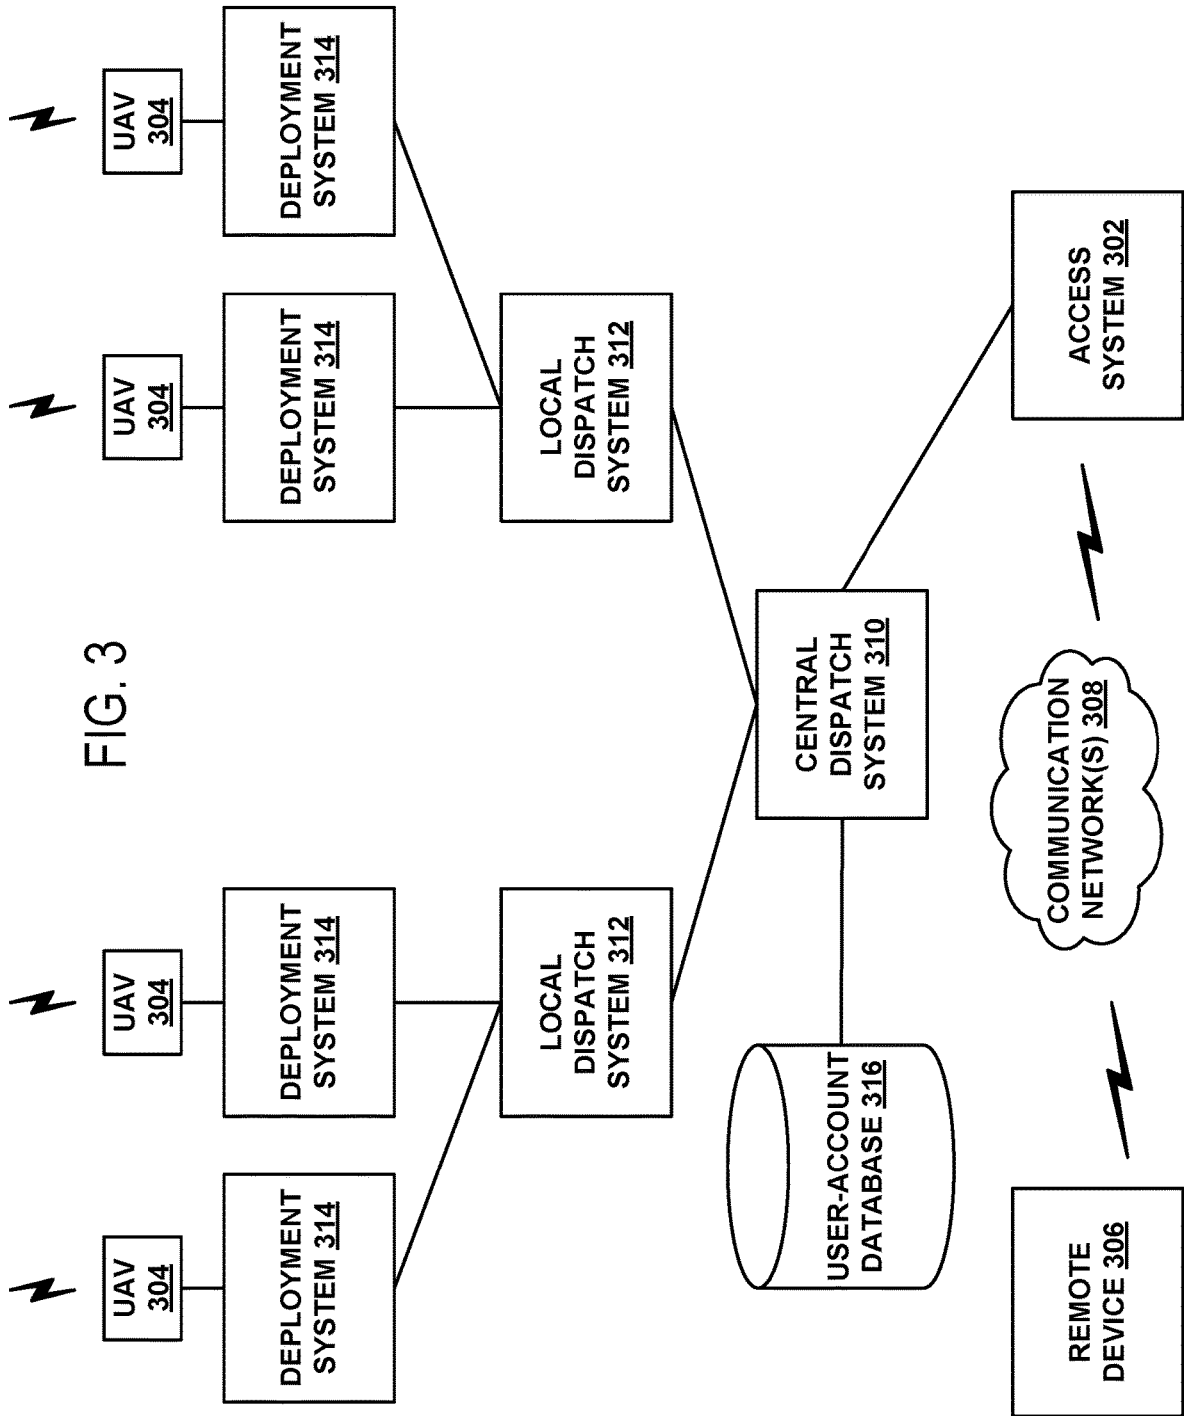 UAV
304
UAV
304
FIG. 3
UAV
304
UAV
304
DEPLOYMENT
SYSTEM 314
DEPLOYMENT
SYSTEM 314
DEPLOYMENT
SYSTEM 314
DEPLOYMENT
SYSTEM 314
LOCAL
DISPATCH
SYSTEM 312
LOCAL
DISPATCH
SYSTEM 312
USER-ACCOUNT
DATABASE 316
CENTRAL
DISPATCH
SYSTEM 310
REMOTE
DEVICE 306
COMMUNICATION
NETWORK(S) 308
ACCESS
SYSTEM 302